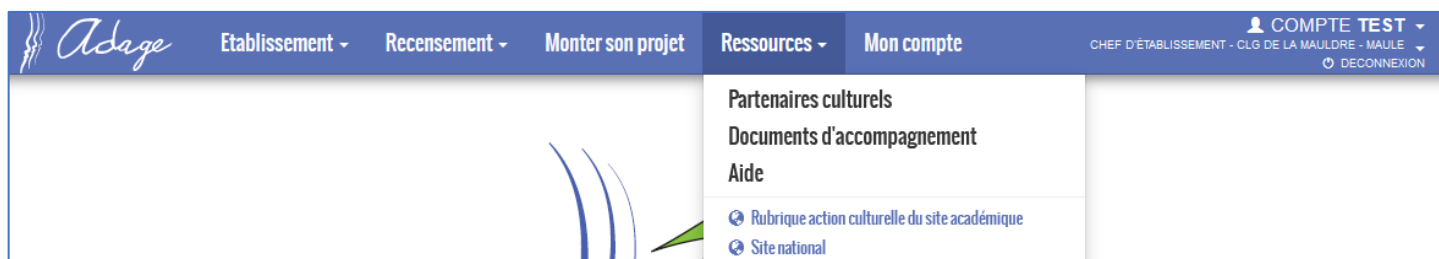 Adage Etablissement Recensement Monter son projet Ressources Mon compte
COMPTE TEST
CHEF D'ÉTABLISSEMENT - CLG DE LA MAULDRE - MAULE
DECONNEXION
Partenaires culturels
Documents d'accompagnement
Aide
Rubrique action culturelle du site académique
Site national